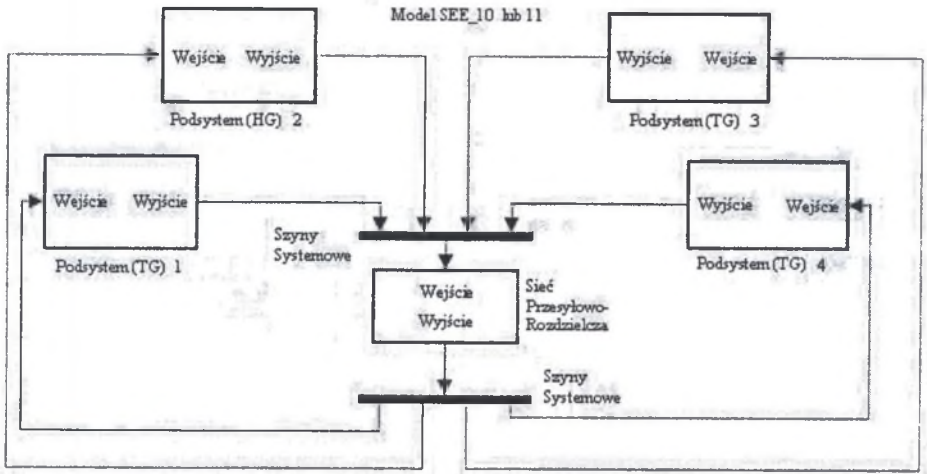 Model SEE_10 lub 11
Wejście Wyjście
Podsystem (HG) 2
Wyjście Wejście
Podsystem (TG) 3
Wejście Wyjście
Podsystem (TG) 1
Wyjście Wejście
Podsystem (TG) 4
Szyny
Systemowe
Wejście
Wyjście
Sieć
Przesyłowo-
Rozdzielcza
Szyny
Systemowe